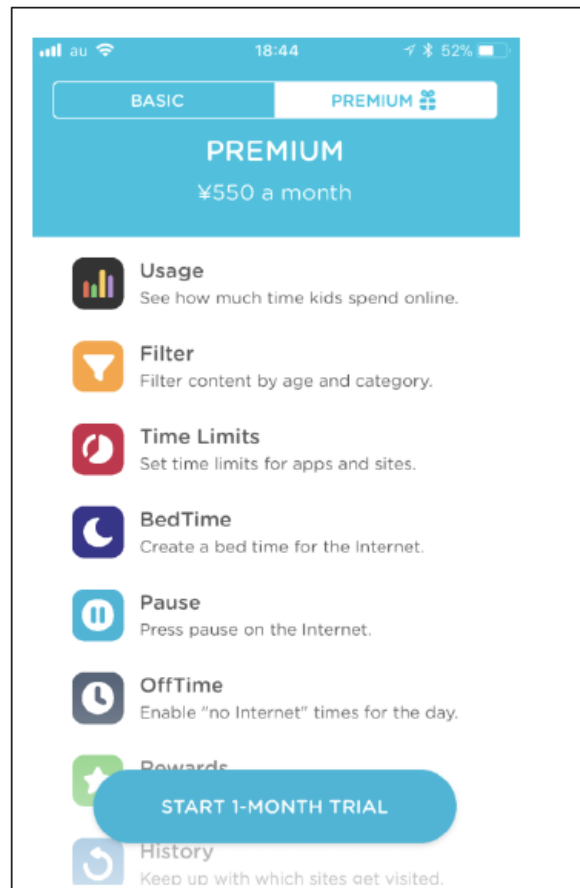 au 18:44 52%
BASIC PREMIUM
PREMIUM
¥550 a month
Usage
See how much time kids spend online.
Filter
Filter content by age and category.
Time Limits
Set time limits for apps and sites.
BedTime
Create a bed time for the Internet.
Pause
Press pause on the Internet.
OffTime
Enable "no Internet" times for the day.
Rewards
START 1-MONTH TRIAL
History
Keep up with which sites get visited.